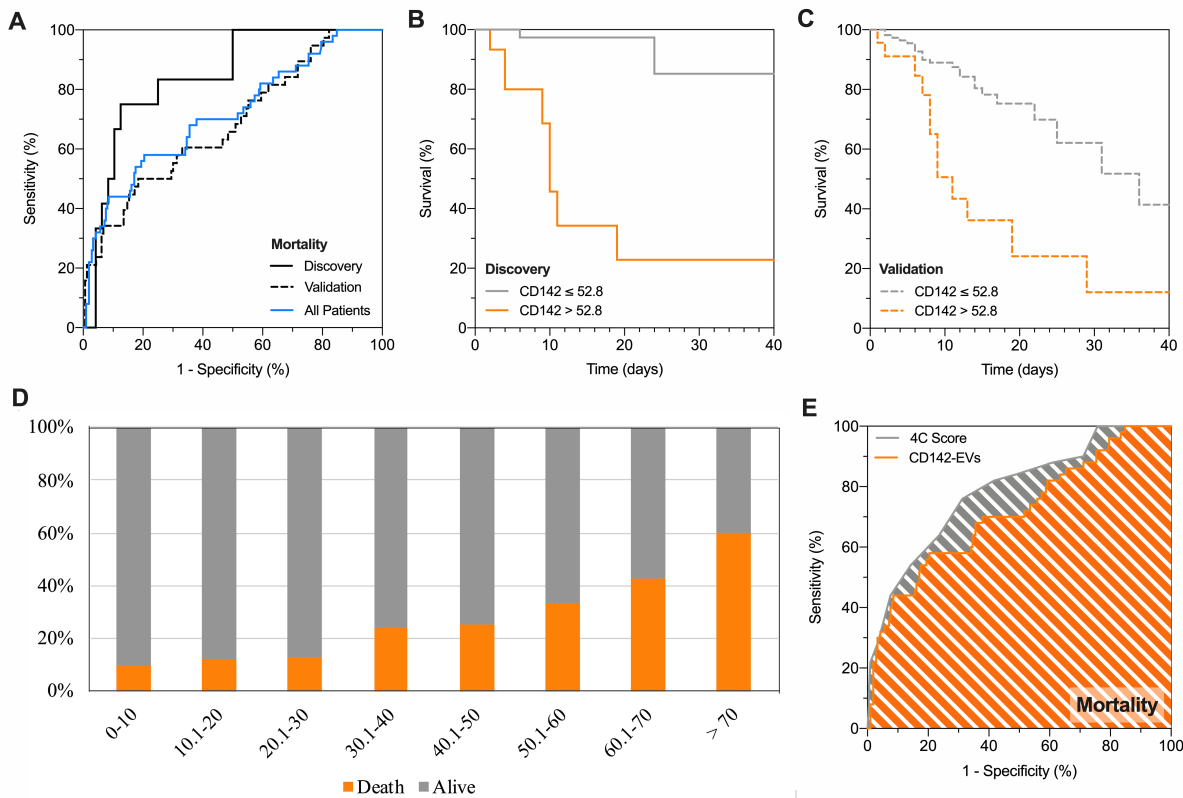 A
Sensitivity (%)
100
80
60
40
20
0
0 20 40 60 80 100
1 - Specificity (%)
Mortality
Discovery
Validation
All Patients
B
Survival (%)
100
80
60
40
20
0
0 10 20 30 40
Time (days)
Discovery
CD142 ≤ 52.8
CD142 > 52.8
C
Survival (%)
100
80
60
40
20
0
0 10 20 30 40
Time (days)
Validation
CD142 ≤ 52.8
CD142 > 52.8
D
100%
80%
60%
40%
20%
0%
0-10
10.1-20
20.1-30
30.1-40
40.1-50
50.1-60
60.1-70
> 70
Death Alive
E
Sensitivity (%)
100
80
60
40
20
0
0 20 40 60 80 100
1 - Specificity (%)
4C Score
CD142-EVs
Mortality